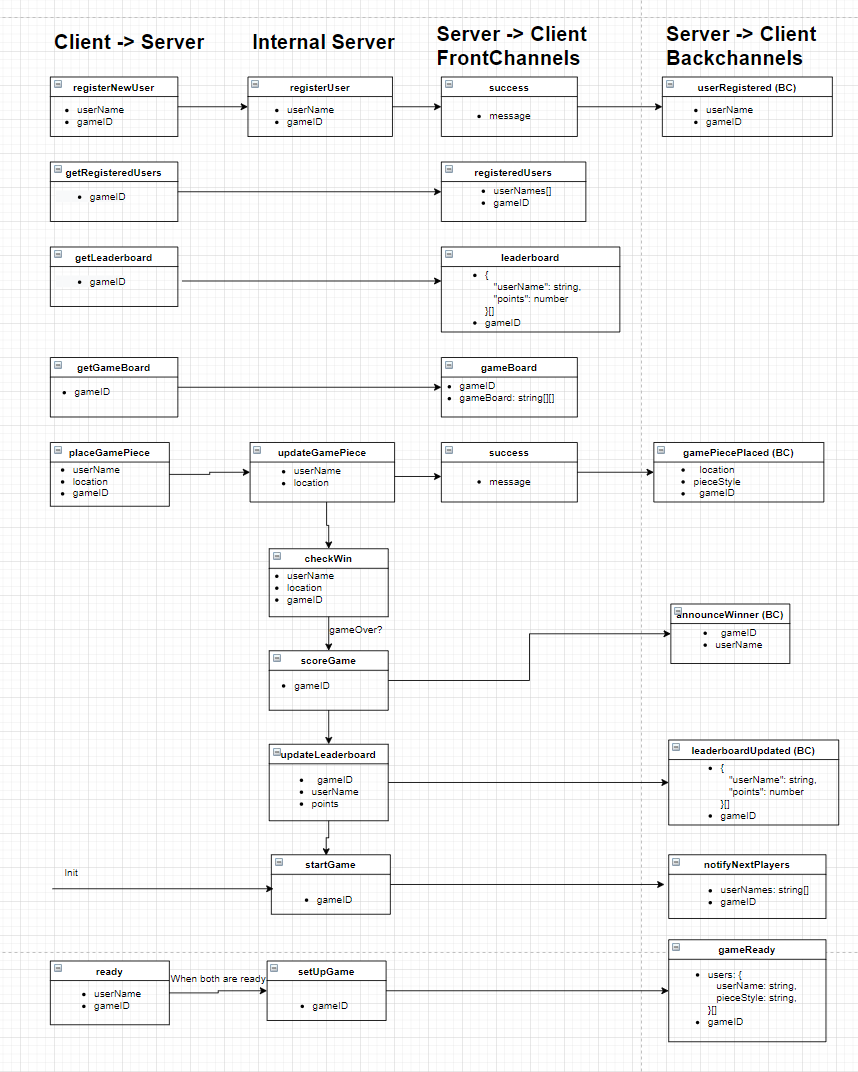 Client -> Server
Internal Server
Server -> Client
FrontChannels
Server -> Client
Backchannels
registerNewUser
• userName
• gameID
registerUser
• userName
• gameID
success
• message
userRegistered (BC)
• userName
• gameID
getRegisteredUsers
• gameID
registeredUsers
• userNames[]
• gameID
getLeaderboard
• gameID
leaderboard
• {
"userName": string,
"points": number
}[]
• gameID
getGameBoard
• gameID
gameBoard
• gameID
• gameBoard: string[][]
placeGamePiece
• userName
• location
• gameID
updateGamePiece
• userName
• location
success
• message
gamePiecePlaced (BC)
• location
• pieceStyle
• gameID
checkWin
• userName
• location
• gameID
gameOver?
announceWinner (BC)
• gameID
• userName
scoreGame
• gameID
updateLeaderboard
• gameID
• userName
• points
leaderboardUpdated (BC)
• {
"userName": string,
"points": number
}[]
• gameID
Init
startGame
• gameID
notifyNextPlayers
• userNames: string[]
• gameID
ready
• userName
• gameID
When both are ready
setUpGame
• gameID
gameReady
• users: {
userName: string,
pieceStyle: string,
}[]
• gameID